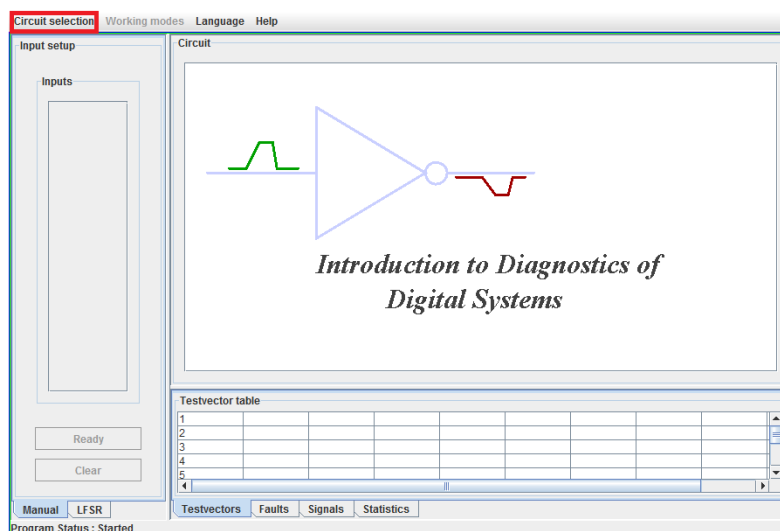 Circuit selection Working modes Language Help
Input setup
Inputs
Ready
Clear
Manual LFSR
Circuit
Introduction to Diagnostics of
Digital Systems
Testvector table
1
2
3
4
5
Testvectors Faults Signals Statistics
Program Status : Started